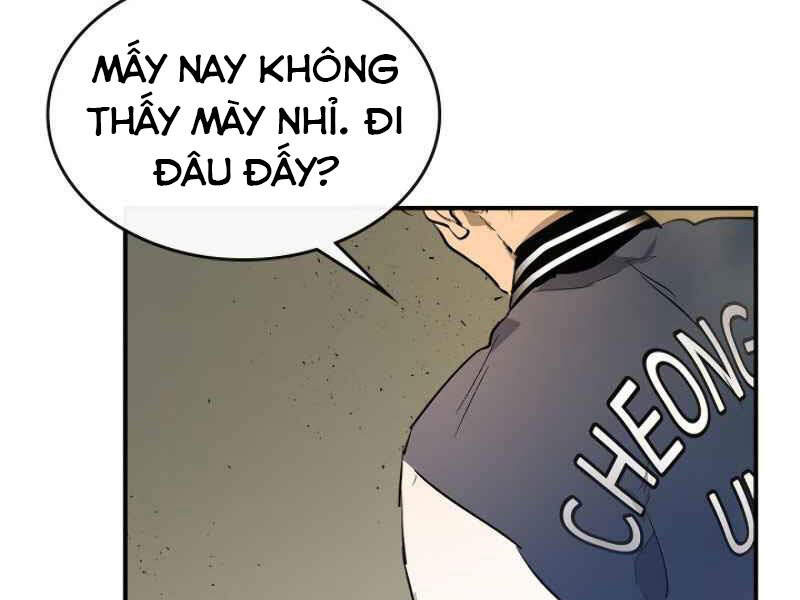 MẤY NAY KHÔNG
THẤY MÀY NHỈ. ĐI
ĐÂU ĐẤY?
CHEONG
U